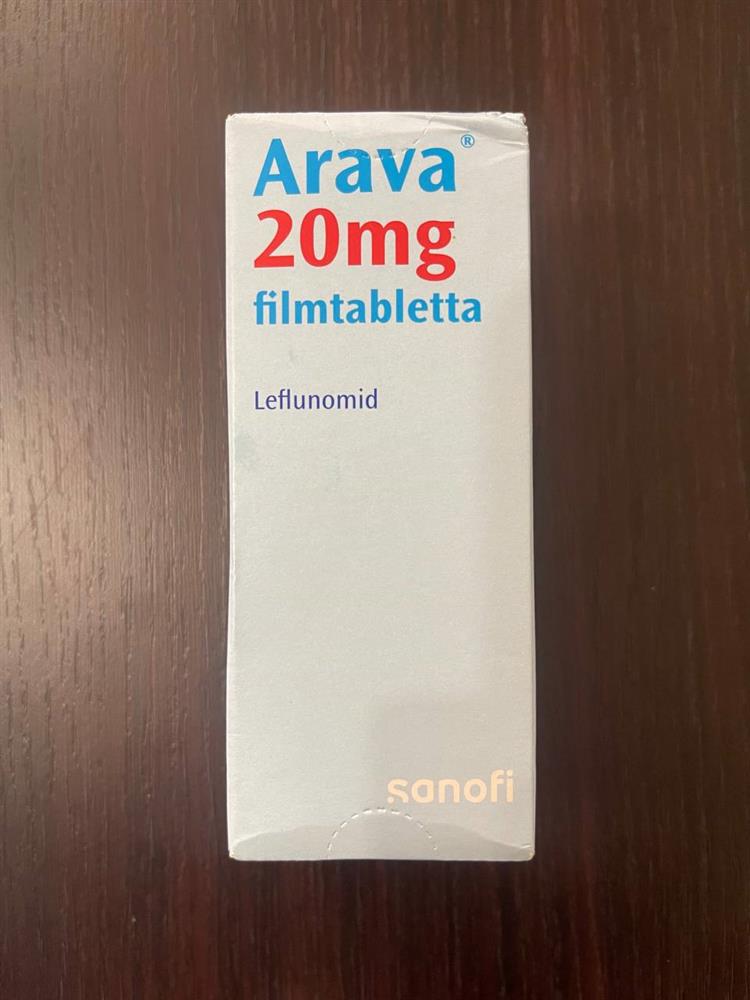 Arava®
20mg
filmtabletta
Leflunomid
sanofi